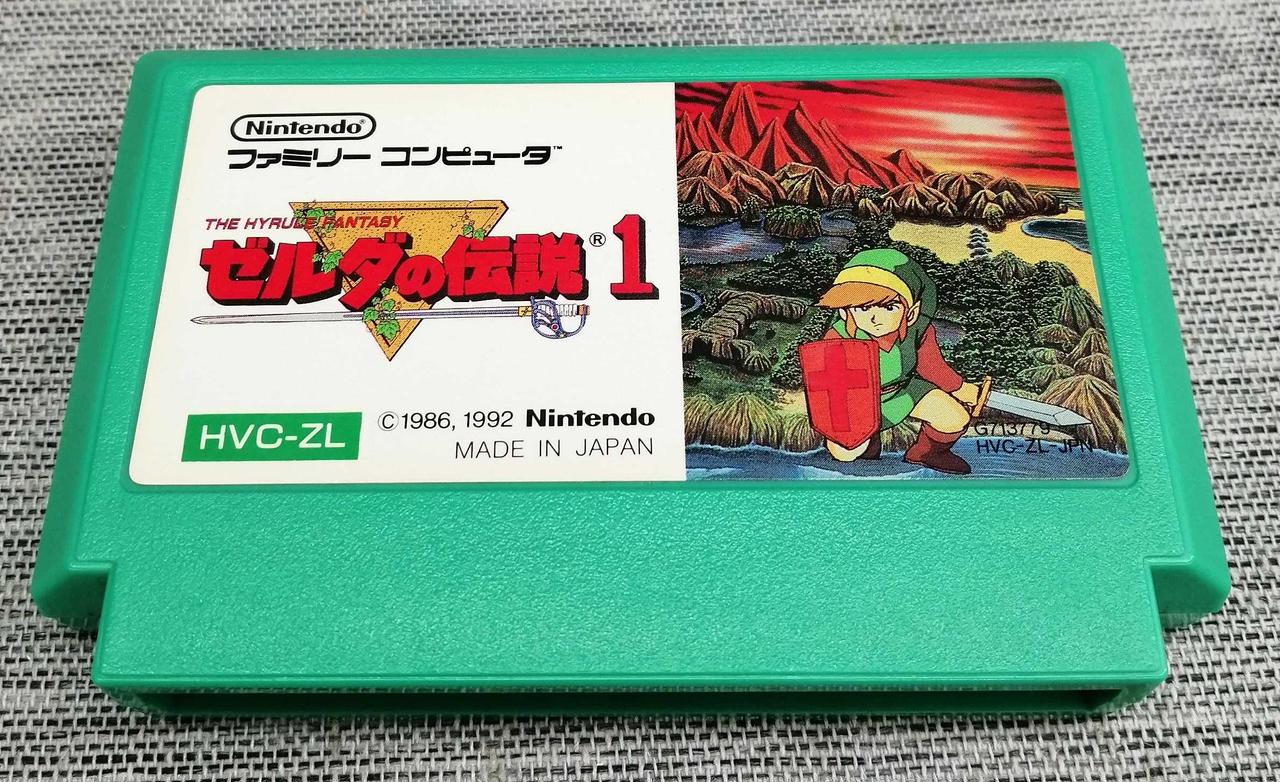 Nintendo®
ファミリー コンピュータ™
THE HYRULE FANTASY
ゼルダの伝説® 1
HVC-ZL
©1986, 1992 Nintendo
MADE IN JAPAN
G713779
HVC-ZL-JPN